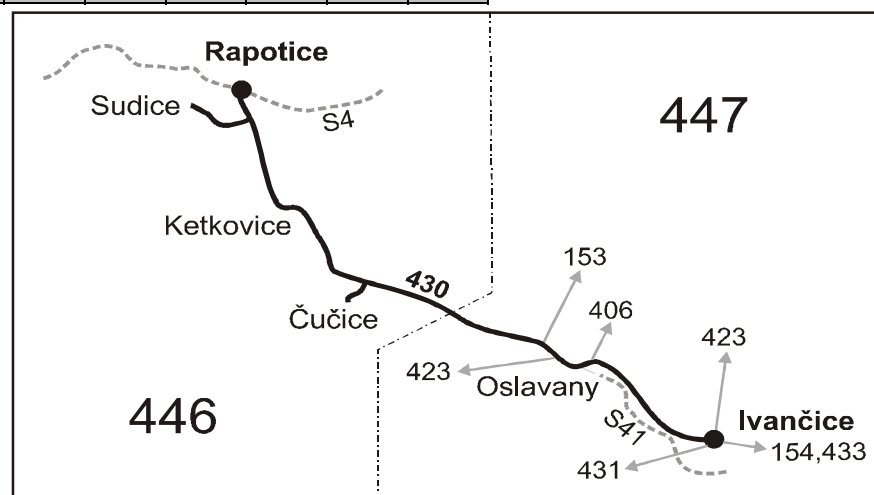 Rapotice
Sudice
S4
447
Ketkovice
153
430
406
Čučice
423
423
Oslavany
446
S41
Ivančice
154,433
431